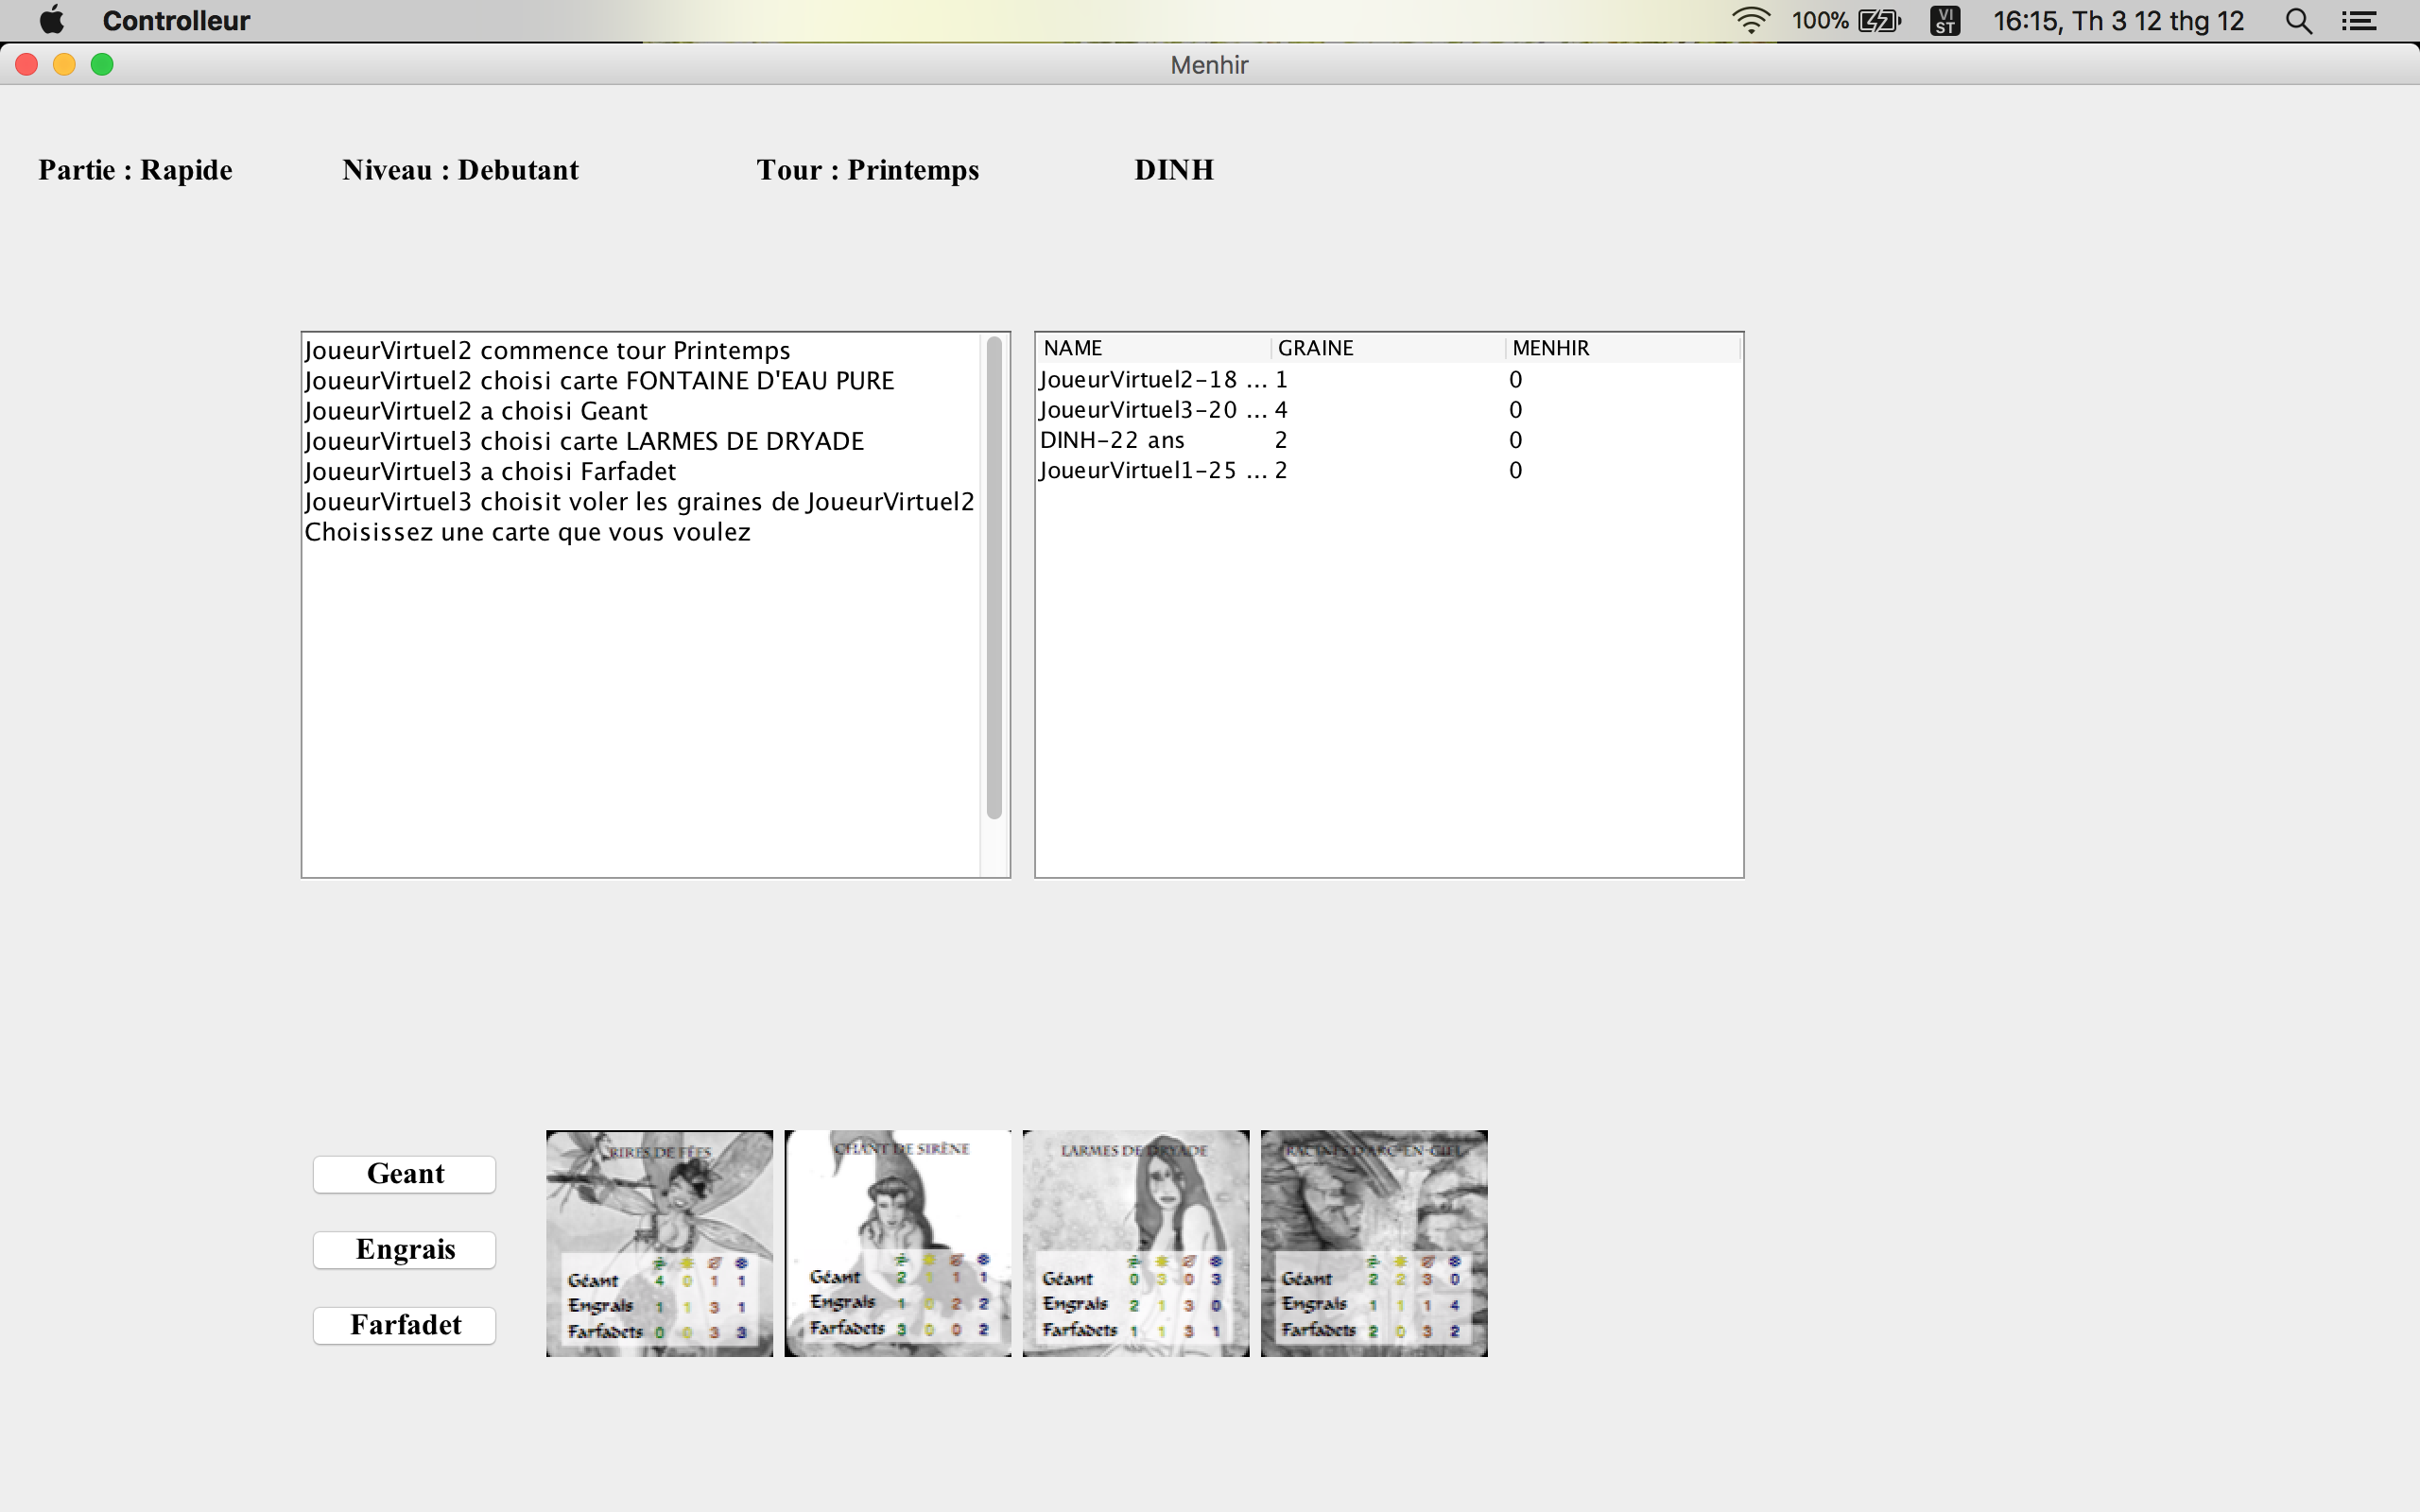 Controlleur
100%
VI
ST
16:15, Th 3 12 thg 12
Menhir
Partie : Rapide
Niveau : Debutant
Tour : Printemps
DINH
JoueurVirtuel2 commence tour Printemps
JoueurVirtuel2 choisi carte FONTAINE D'EAU PURE
JoueurVirtuel2 a choisi Geant
JoueurVirtuel3 choisi carte LARMES DE DRYADE
JoueurVirtuel3 a choisi Farfadet
JoueurVirtuel3 choisit voler les graines de JoueurVirtuel2
Choisissez une carte que vous voulez
NAME GRAINE MENHIR
JoueurVirtuel2-18 ... 1 0
JoueurVirtuel3-20 ... 4 0
DINH-22 ans 2 0
JoueurVirtuel1-25 ... 2 0
Geant
Engrais
Farfadet
RIRES DE FÉES
Géant 4 0 1 1
Engrais 1 1 3 1
Farfadets 0 0 3 3
CHANT DE SIRÈNE
Géant 2 1 1 1
Engrais 1 0 2 2
Farfadets 3 0 0 2
LARMES DE DRYADE
Géant 0 3 0 3
Engrais 2 1 3 0
Farfadets 1 1 3 1
RACINES D'ARC-EN-CIEL
Géant 2 2 3 0
Engrais 1 1 1 4
Farfadets 2 0 3 2